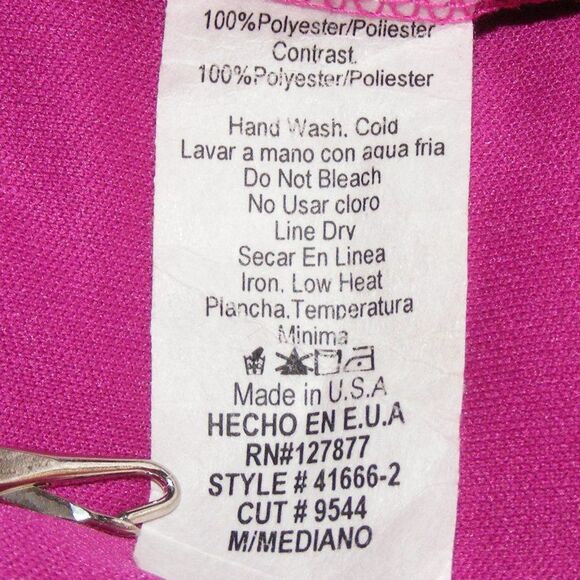 100%Polyester/Poliester
Contrast.
100%Polyester/Poliester
Hand Wash. Cold
Lavar a mano con agua fria
Do Not Bleach
No Usar cloro
Line Dry
Secar En Linea
Iron, Low Heat
Plancha.Temperatura
Minima
Made in U.S.A
HECHO EN E.U.A
RN#127877
STYLE # 41666-2
CUT # 9544
M/MEDIANO